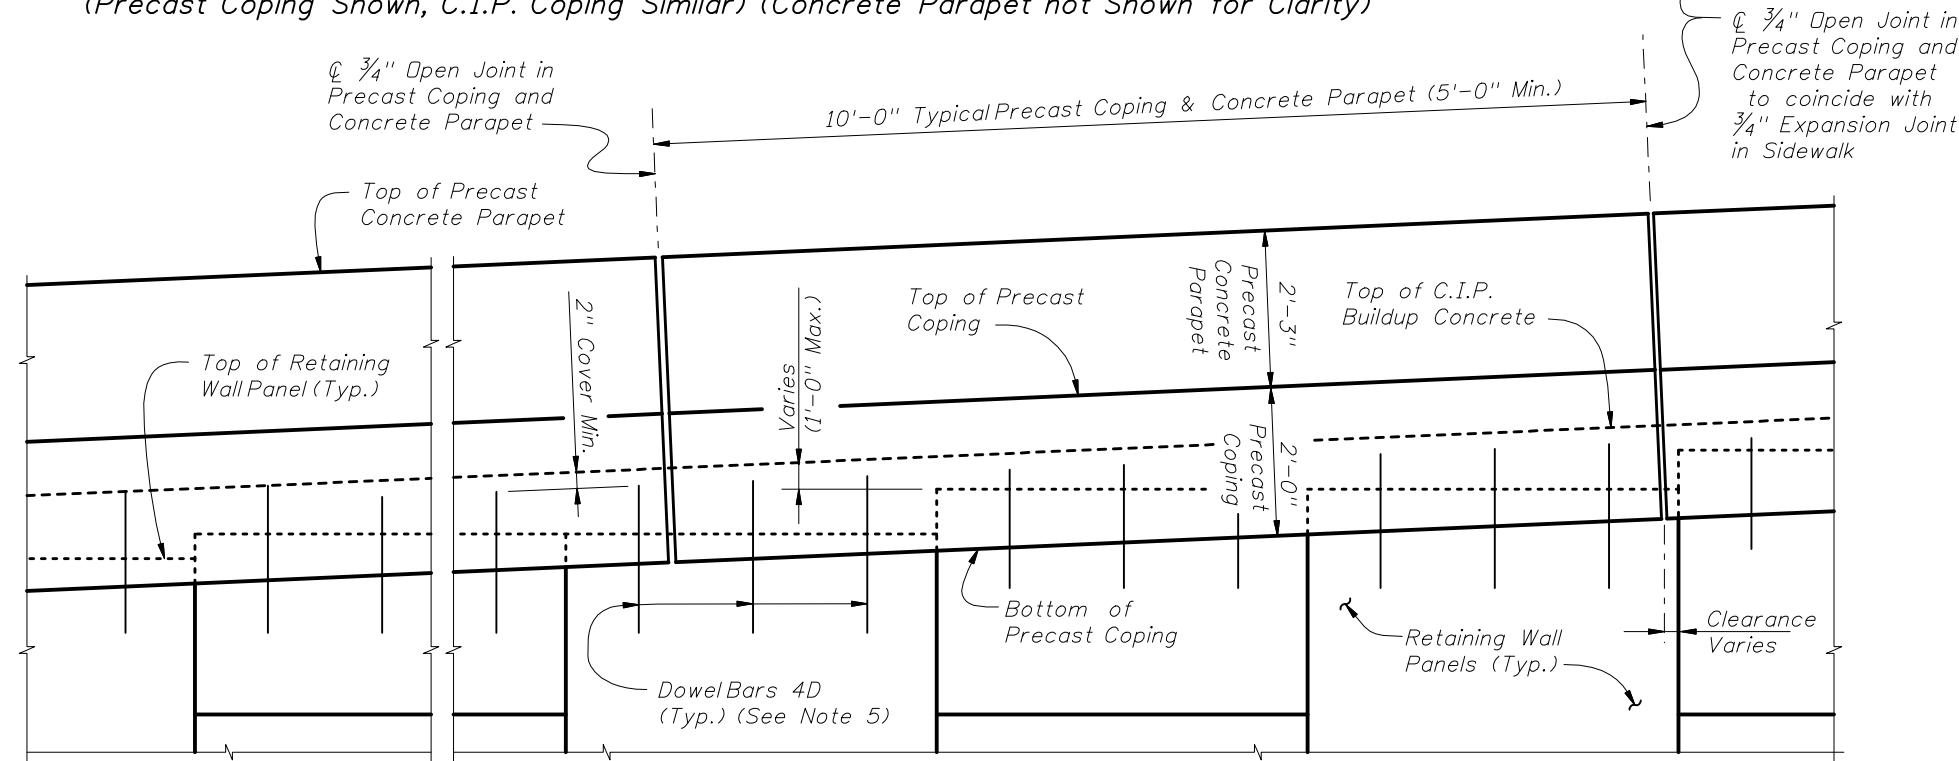 (Precast Coping Shown, C.I.P. Coping Similar) (Concrete Parapet not Shown for Clarity)
℄ 3/4" Open Joint in
Precast Coping and
Concrete Parapet
10'-0" Typical Precast Coping & Concrete Parapet (5'-0" Min.)
℄ 3/4" Open Joint in
Precast Coping and
Concrete Parapet
to coincide with
3/4" Expansion Joint
in Sidewalk
Top of Precast
Concrete Parapet
Top of Retaining
Wall Panel (Typ.)
2" Cover Min.
Varies
(1'-0" Max.)
Top of Precast
Coping
2'-3"
Precast
Concrete
Parapet
Top of C.I.P.
Buildup Concrete
2'-0"
Precast
Coping
Bottom of
Precast Coping
Retaining Wall
Panels (Typ.)
Clearance
Varies
Dowel Bars 4D
(Typ.) (See Note 5)